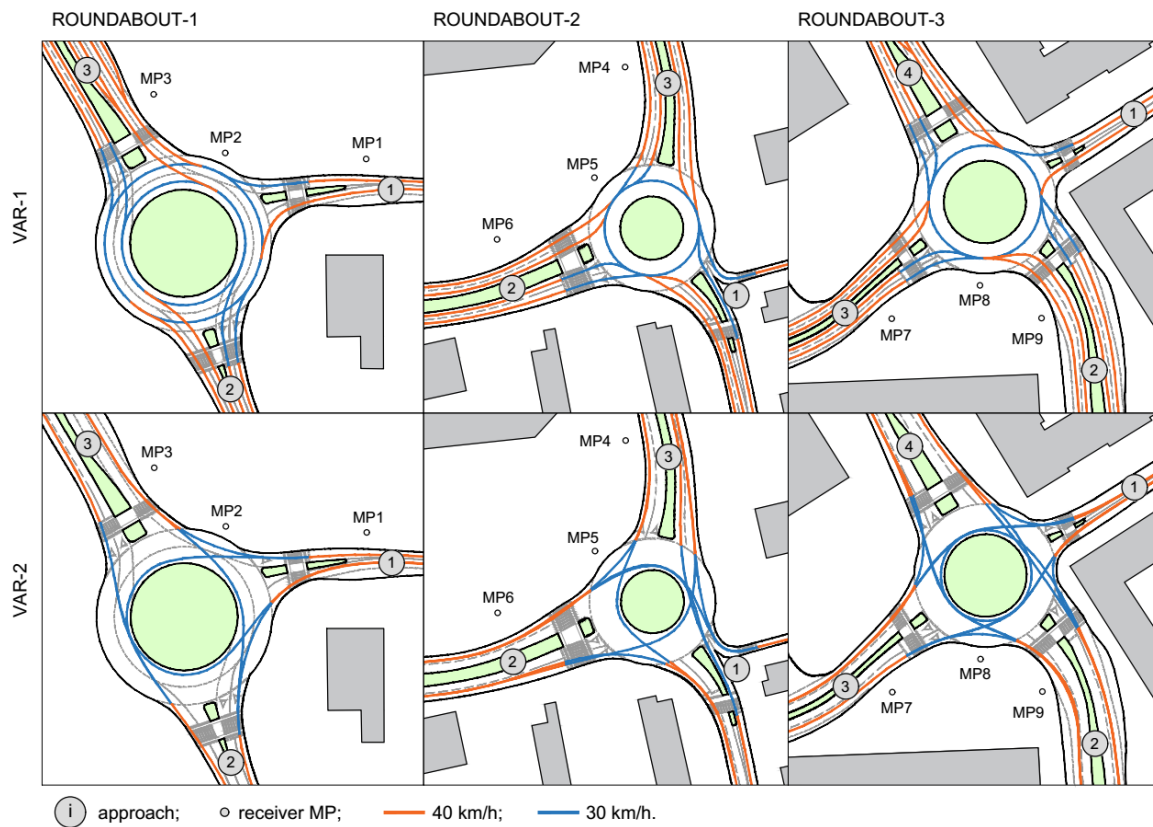 ROUNDABOUT-1 ROUNDABOUT-2 ROUNDABOUT-3
VAR-1
3
MP3
MP2
MP1
1
2
MP4
3
MP5
MP6
2
1
4
1
3
MP8
MP7
MP9
2
VAR-2
3
MP3
MP2
MP1
1
2
MP4
3
MP5
MP6
2
1
4
1
MP8
3
MP7
MP9
2
i approach; receiver MP; 40 km/h; 30 km/h.